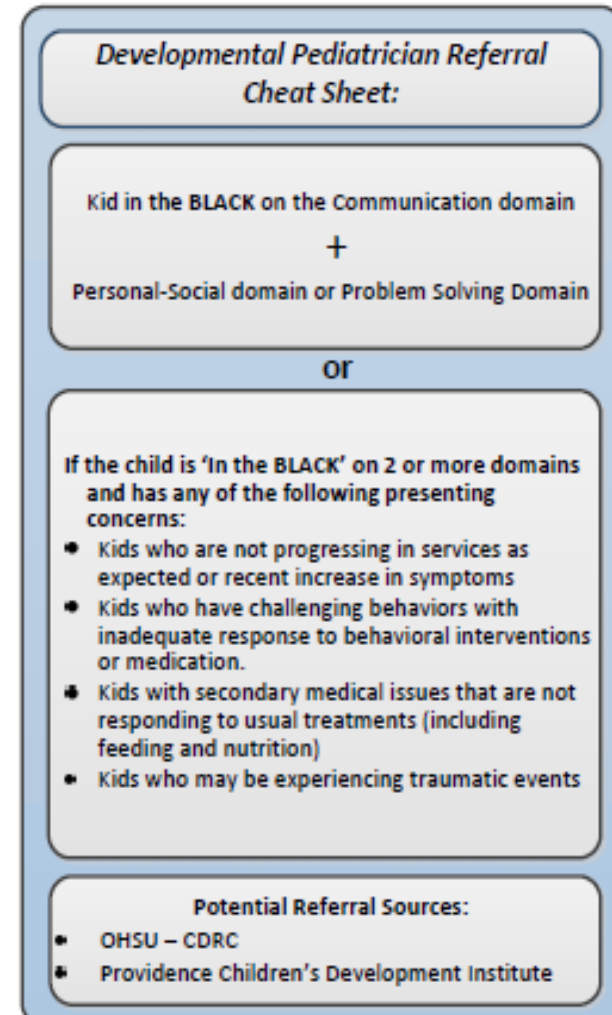 Developmental Pediatrician Referral
Cheat Sheet:
Kid in the BLACK on the Communication domain
+
Personal-Social domain or Problem Solving Domain
or
If the child is 'In the BLACK' on 2 or more domains
and has any of the following presenting
concerns:
• Kids who are not progressing in services as
expected or recent increase in symptoms
• Kids who have challenging behaviors with
inadequate response to behavioral interventions
or medication.
• Kids with secondary medical issues that are not
responding to usual treatments (including
feeding and nutrition)
• Kids who may be experiencing traumatic events
Potential Referral Sources:
• OHSU – CDRC
• Providence Children's Development Institute